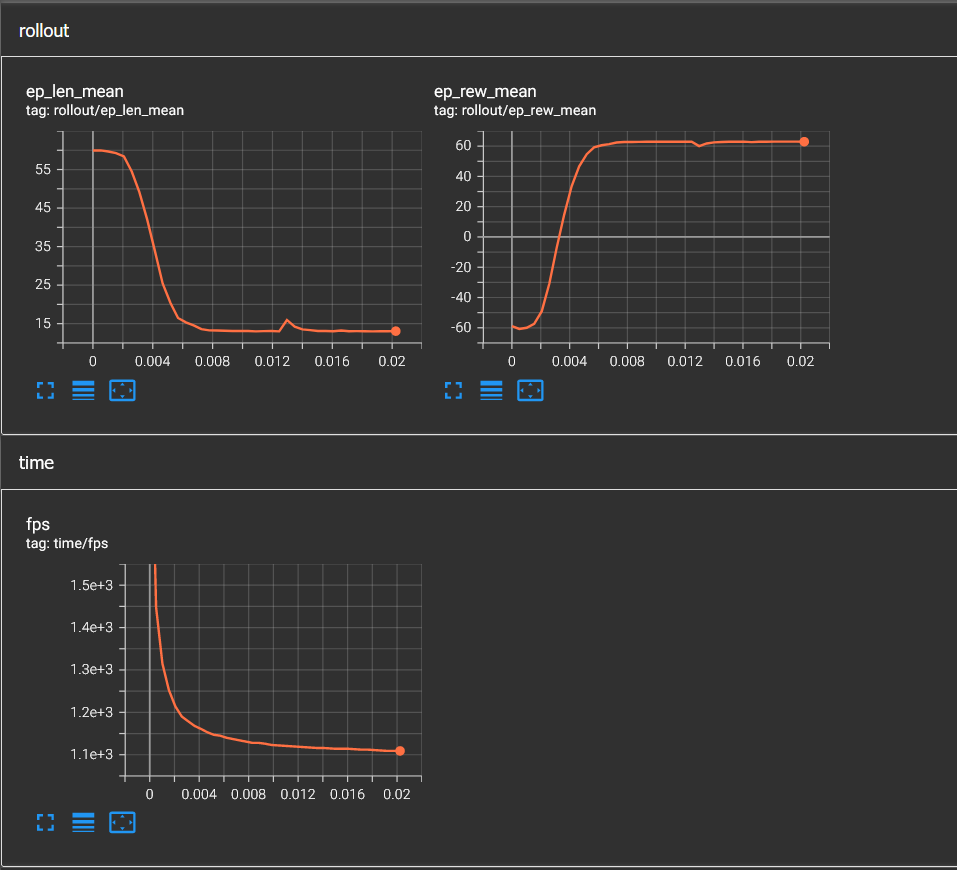 rollout
ep_len_mean
tag: rollout/ep_len_mean
55
45
35
25
15
0 0.004 0.008 0.012 0.016 0.02
ep_rew_mean
tag: rollout/ep_rew_mean
60
40
20
0
-20
-40
-60
0 0.004 0.008 0.012 0.016 0.02
time
fps
tag: time/fps
1.5e+3
1.4e+3
1.3e+3
1.2e+3
1.1e+3
0 0.004 0.008 0.012 0.016 0.02